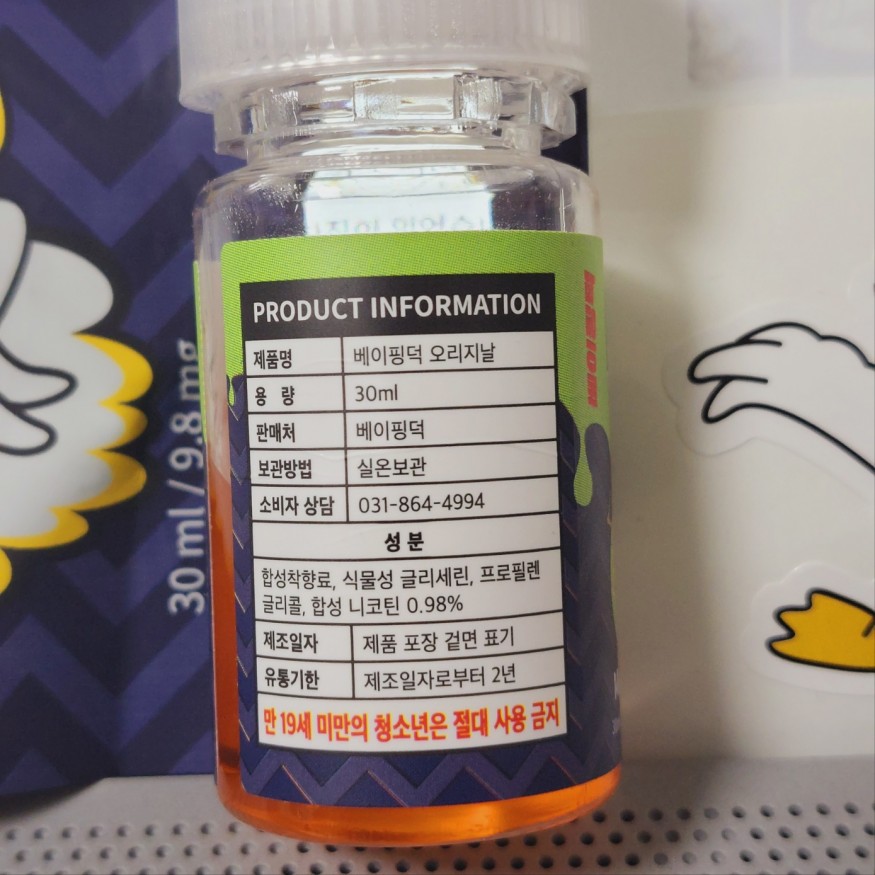 PRODUCT INFORMATION
제품명 베이핑덕 오리지날
용 량 30ml
판매처 베이핑덕
보관방법 실온보관
소비자 상담 031-864-4994
성 분
합성착향료, 식물성 글리세린, 프로필렌
글리콜, 합성 니코틴 0.98%
제조일자 제품 포장 겉면 표기
유통기한 제조일자로부터 2년
만 19세 미만의 청소년은 절대 사용 금지
30 ml / 9.8 mg